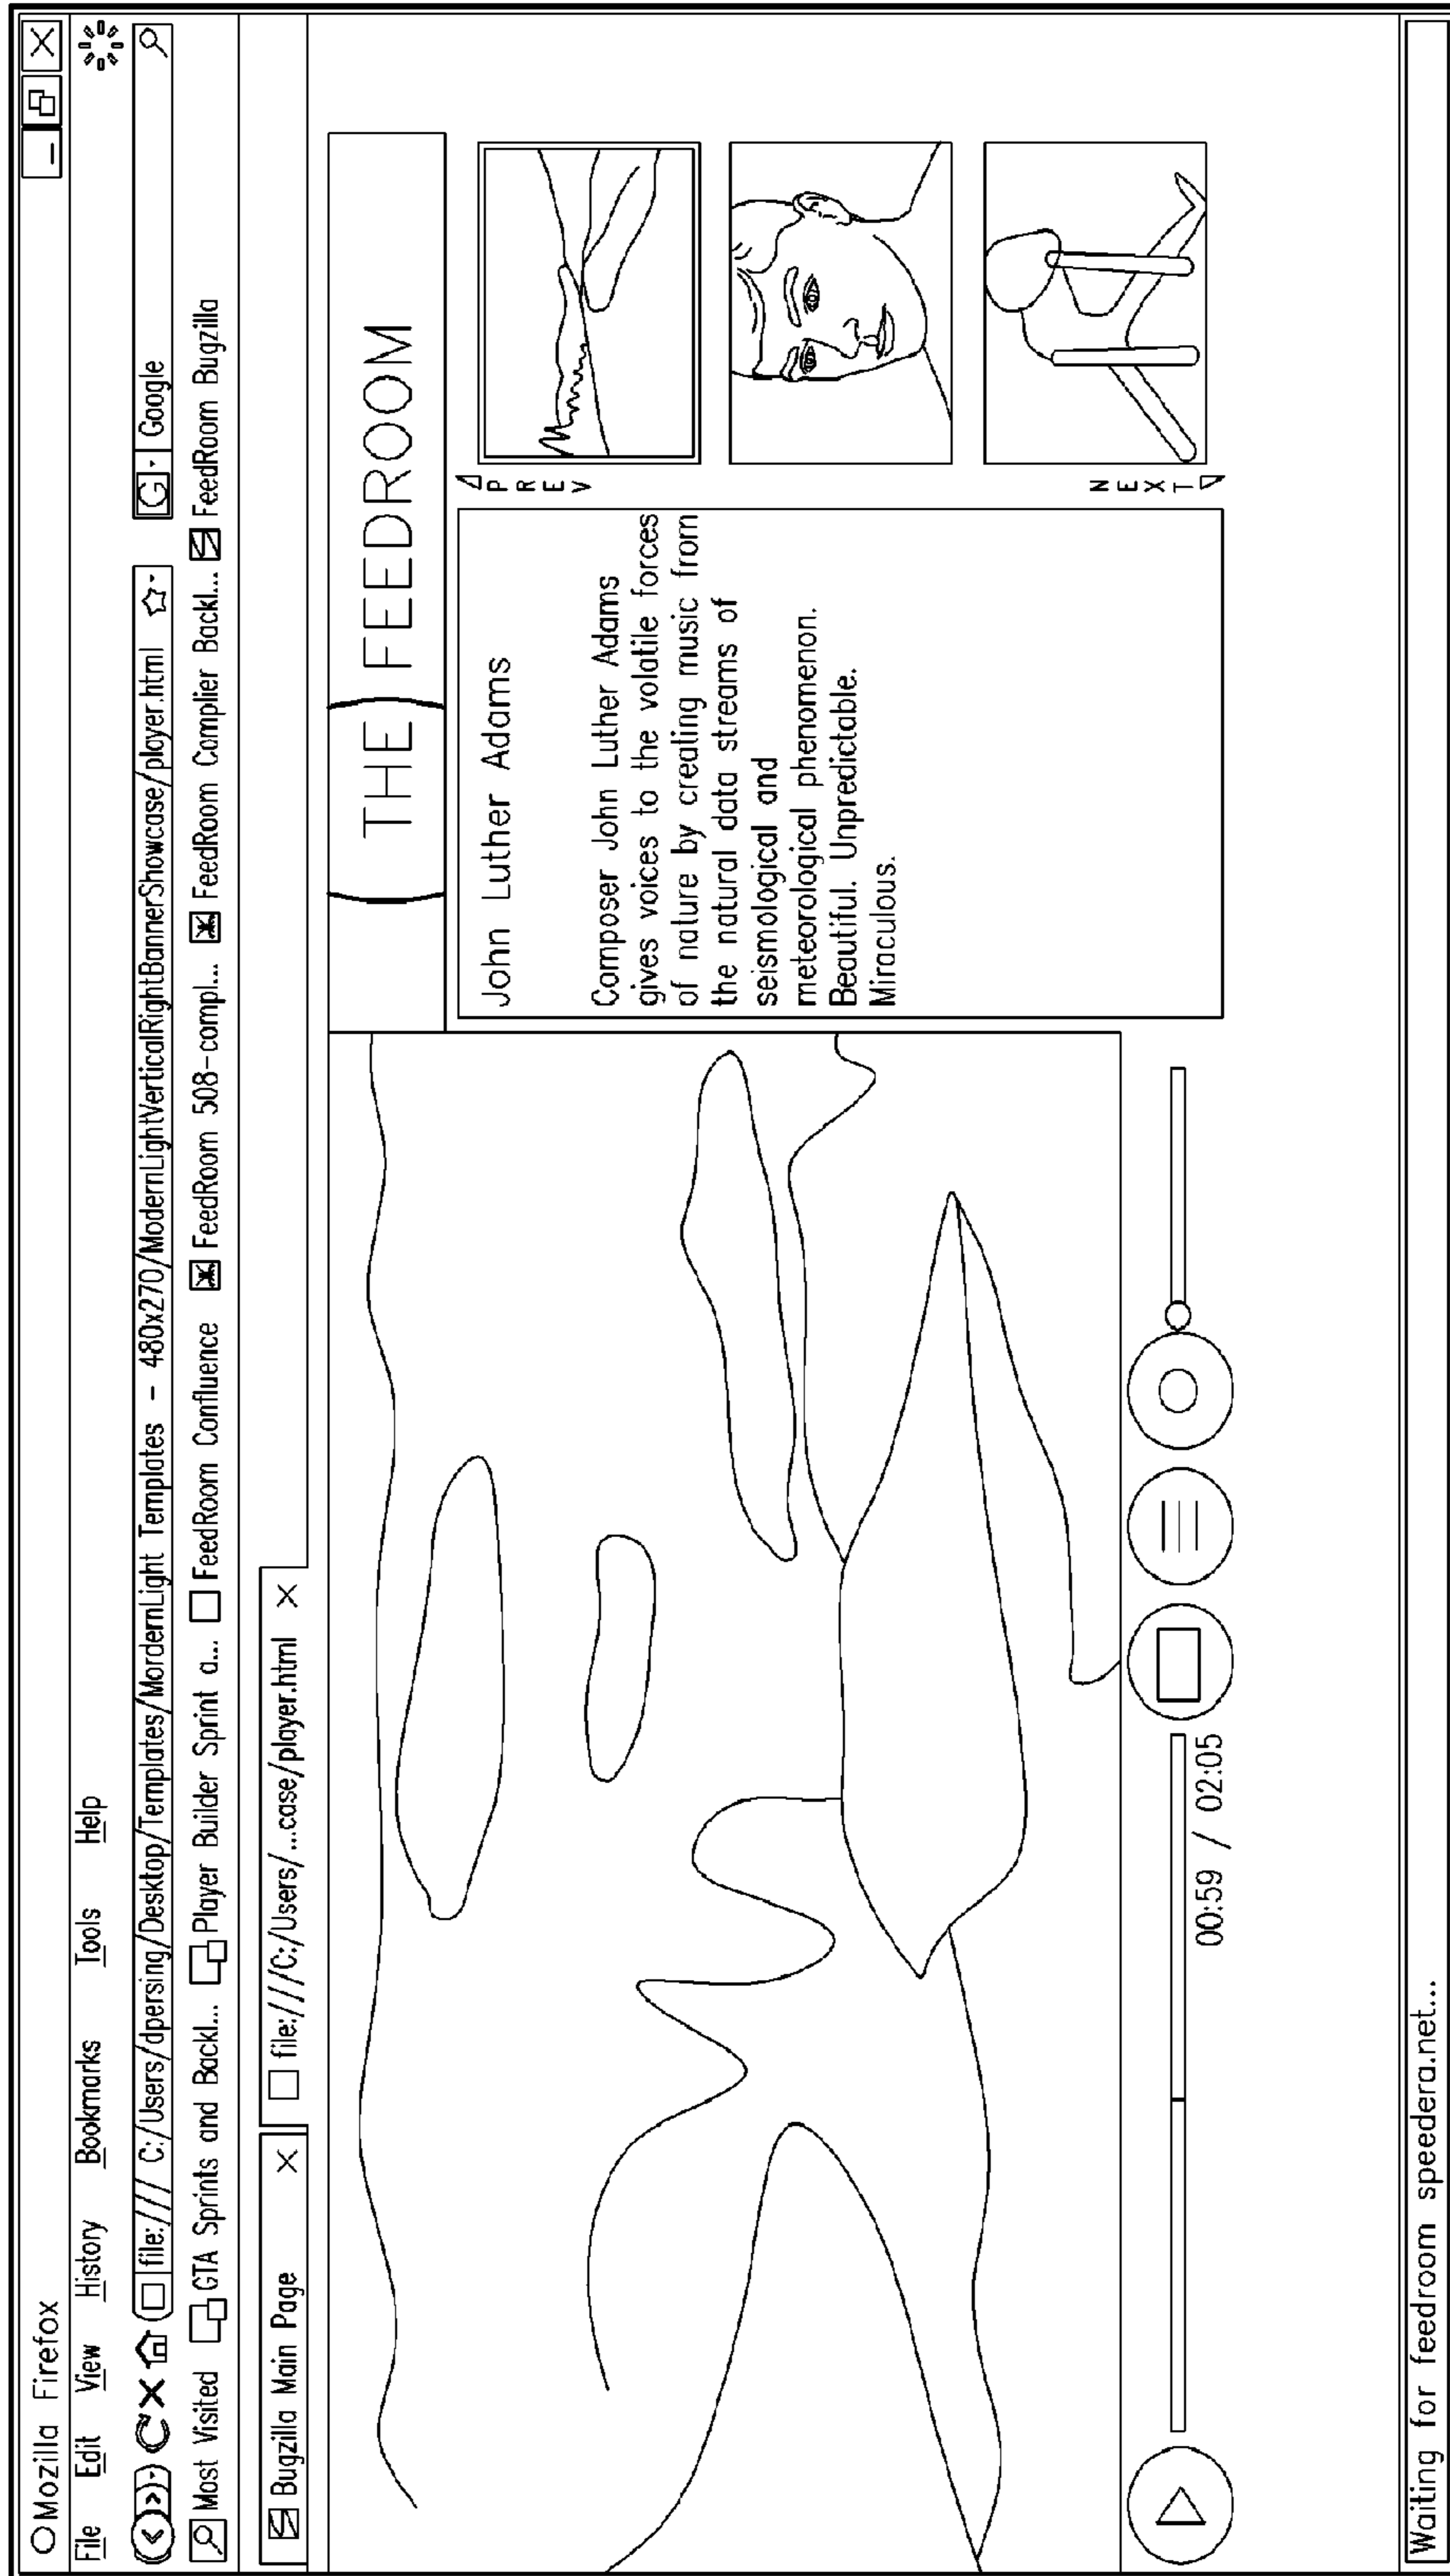 Mozilla Firefox
File Edit View History Bookmarks Tools Help
file:/// C:/Users/dpersing/Desktop/Templates/MordernLight Templates - 480x270/ModernLightVerticalRightBannerShowcase/player.html G Google
Most Visited GTA Sprints and Backl... Player Builder Sprint a... FeedRoom Confluence FeedRoom 508-compl... FeedRoom Complier Backl... FeedRoom Bugzilla
Bugzilla Main Page X file:///C:/Users/...case/player.html X
(THE) FEEDROOM
John Luther Adams
Composer John Luther Adams
gives voices to the volatile forces
of nature by creating music from
the natural data streams of
seismological and
meteorological phenomenon.
Beautiful. Unpredictable.
Miraculous.
PREV
NEXT
00:59 / 02:05
Waiting for feedroom speedera.net...